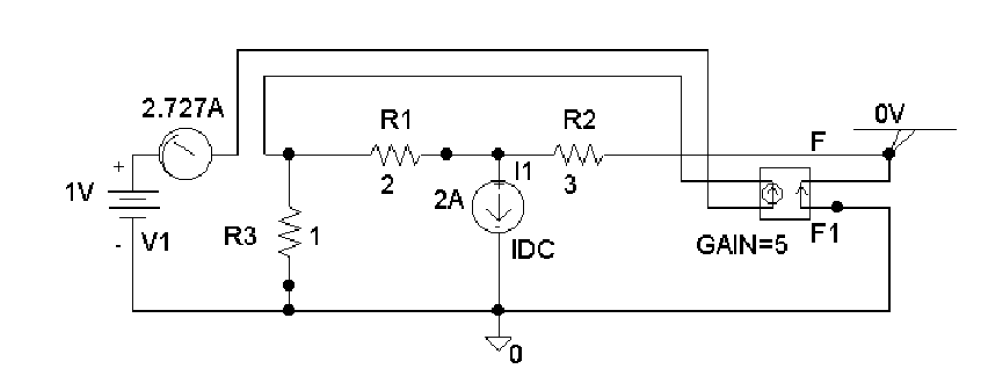 2.727A
R1
R2
0V
F
+
1V
-
V1
R3
1
2
2A
I1
3
IDC
GAIN=5
F1
0